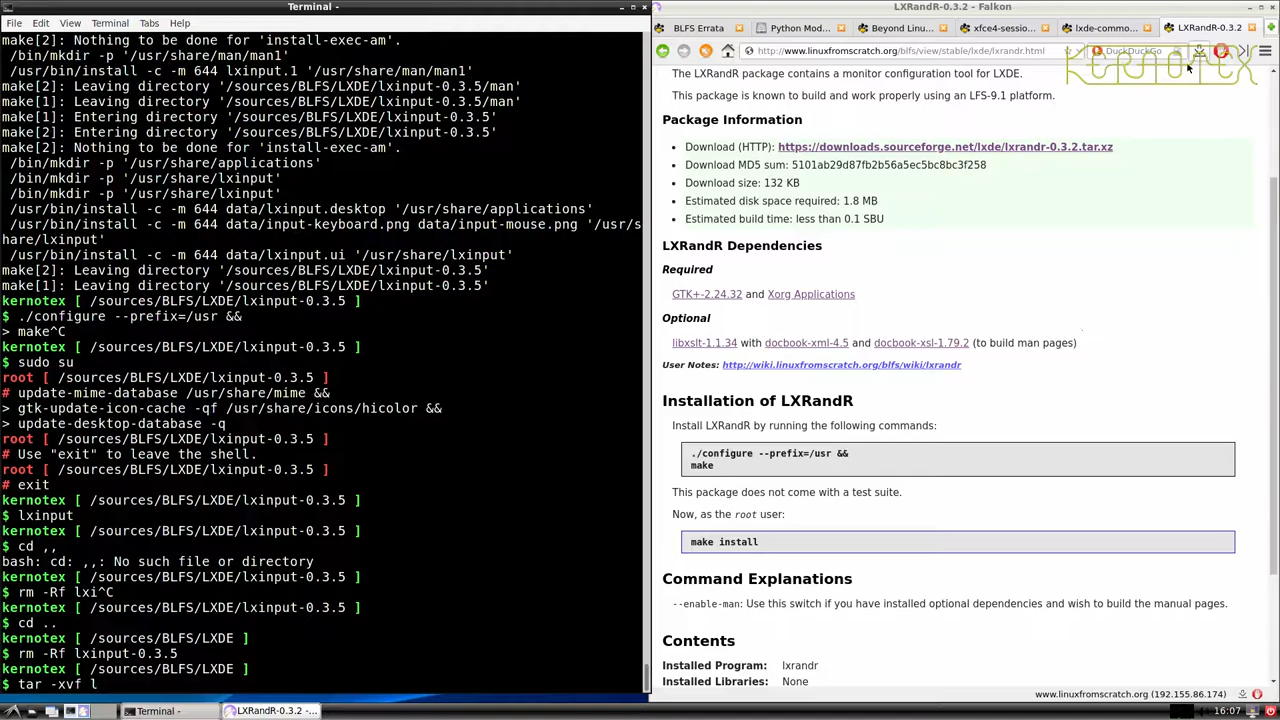 Terminal -
File Edit View Terminal Tabs Help
make[2]: Nothing to be done for 'install-exec-am'.
/bin/mkdir -p '/usr/share/man/man1'
/usr/bin/install -c -m 644 lxinput.1 '/usr/share/man/man1'
make[2]: Leaving directory '/sources/BLFS/LXDE/lxinput-0.3.5/man'
make[1]: Leaving directory '/sources/BLFS/LXDE/lxinput-0.3.5/man'
make[1]: Entering directory '/sources/BLFS/LXDE/lxinput-0.3.5'
make[2]: Entering directory '/sources/BLFS/LXDE/lxinput-0.3.5'
make[2]: Nothing to be done for 'install-exec-am'.
/bin/mkdir -p '/usr/share/applications'
/bin/mkdir -p '/usr/share/lxinput'
/bin/mkdir -p '/usr/share/lxinput'
/usr/bin/install -c -m 644 data/lxinput.desktop '/usr/share/applications'
/usr/bin/install -c -m 644 data/input-keyboard.png data/input-mouse.png '/usr/s
hare/lxinput'
/usr/bin/install -c -m 644 data/lxinput.ui '/usr/share/lxinput'
make[2]: Leaving directory '/sources/BLFS/LXDE/lxinput-0.3.5'
make[1]: Leaving directory '/sources/BLFS/LXDE/lxinput-0.3.5'
kernotex [ /sources/BLFS/LXDE/lxinput-0.3.5 ]
$ ./configure --prefix=/usr &&
> make^C
kernotex [ /sources/BLFS/LXDE/lxinput-0.3.5 ]
$ sudo su
root [ /sources/BLFS/LXDE/lxinput-0.3.5 ]
# update-mime-database /usr/share/mime &&
> gtk-update-icon-cache -qf /usr/share/icons/hicolor &&
> update-desktop-database -q
root [ /sources/BLFS/LXDE/lxinput-0.3.5 ]
# Use "exit" to leave the shell.
root [ /sources/BLFS/LXDE/lxinput-0.3.5 ]
# exit
kernotex [ /sources/BLFS/LXDE/lxinput-0.3.5 ]
$ lxinput
kernotex [ /sources/BLFS/LXDE/lxinput-0.3.5 ]
$ cd ,,
bash: cd: ,,: No such file or directory
kernotex [ /sources/BLFS/LXDE/lxinput-0.3.5 ]
$ rm -Rf lxi^C
kernotex [ /sources/BLFS/LXDE/lxinput-0.3.5 ]
$ cd ..
kernotex [ /sources/BLFS/LXDE ]
$ rm -Rf lxinput-0.3.5
kernotex [ /sources/BLFS/LXDE ]
$ tar -xvf l
LXRandR-0.3.2 - Falkon
BLFS Errata Python Mod... Beyond Linu... xfce4-sessio... lxde-commo... LXRandR-0.3.2
http://www.linuxfromscratch.org/blfs/view/stable/lxde/lxrandr.html DuckDuckGo
KERNOTEX
The LXRandR package contains a monitor configuration tool for LXDE.
This package is known to build and work properly using an LFS-9.1 platform.
Package Information
• Download (HTTP): https://downloads.sourceforge.net/lxde/lxrandr-0.3.2.tar.xz
• Download MD5 sum: 5101ab29d87fb2b56a5ec5bc8bc3f258
• Download size: 132 KB
• Estimated disk space required: 1.8 MB
• Estimated build time: less than 0.1 SBU
LXRandR Dependencies
Required
GTK+-2.24.32 and Xorg Applications
Optional
libxslt-1.1.34 with docbook-xml-4.5 and docbook-xsl-1.79.2 (to build man pages)
User Notes: http://wiki.linuxfromscratch.org/blfs/wiki/lxrandr
Installation of LXRandR
Install LXRandR by running the following commands:
./configure --prefix=/usr &&
make
This package does not come with a test suite.
Now, as the root user:
make install
Command Explanations
--enable-man: Use this switch if you have installed optional dependencies and wish to build the manual pages.
Contents
Installed Program: lxrandr
Installed Libraries: None
www.linuxfromscratch.org (192.155.86.174)
Terminal - LXRandR-0.3.2 -... 16:07